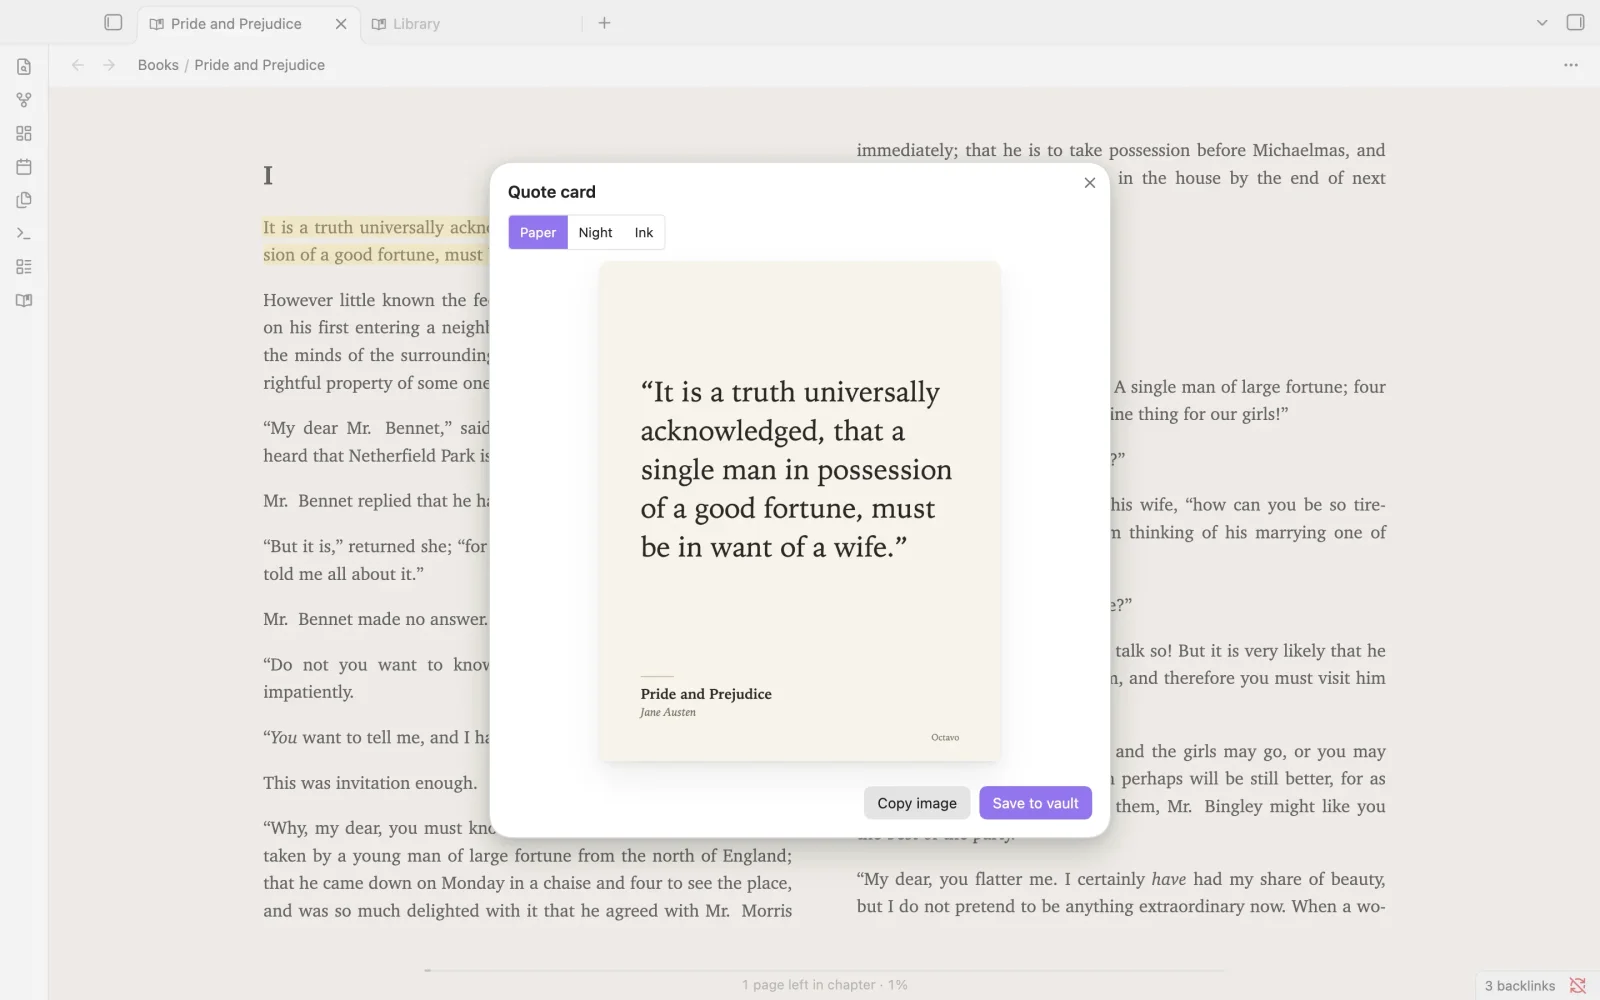 Pride and Prejudice
Library
Books / Pride and Prejudice
I
It is a truth universally
sion of a good fortune, must
However little known the
on his first entering a
the minds of the surrounding
rightful property of some one
“My dear Mr. Bennet,” said
heard that Netherfield Park is
Mr. Bennet replied that he
“But it is,” returned she; “for
told me all about it.”
Mr. Bennet made no answer.
“Do not you want to
impatiently.
“You want to tell me, and I
This was invitation enough.
“Why, my dear, you must
taken by a young man of large fortune from the north of England;
that he came down on Monday in a chaise and four to see the place,
and was so much delighted with it that he agreed with Mr. Morris
immediately; that he is to take possession before Michaelmas, and
in the house by the end of next
A single man of large fortune; four
thing for our girls!”
his wife, “how can you be so tire-
thinking of his marrying one of
talk so! But it is very likely that he
and therefore you must visit him
and the girls may go, or you may
perhaps will be still better, for as
them, Mr. Bingley might like you
“My dear, you flatter me. I certainly have had my share of beauty,
but I do not pretend to be anything extraordinary now. When a wo-
Quote card
Paper
Night
Ink
“It is a truth universally
acknowledged, that a
single man in possession
of a good fortune, must
be in want of a wife.”
Pride and Prejudice
Jane Austen
Octavo
Copy image
Save to vault
1 page left in chapter · 1%
3 backlinks